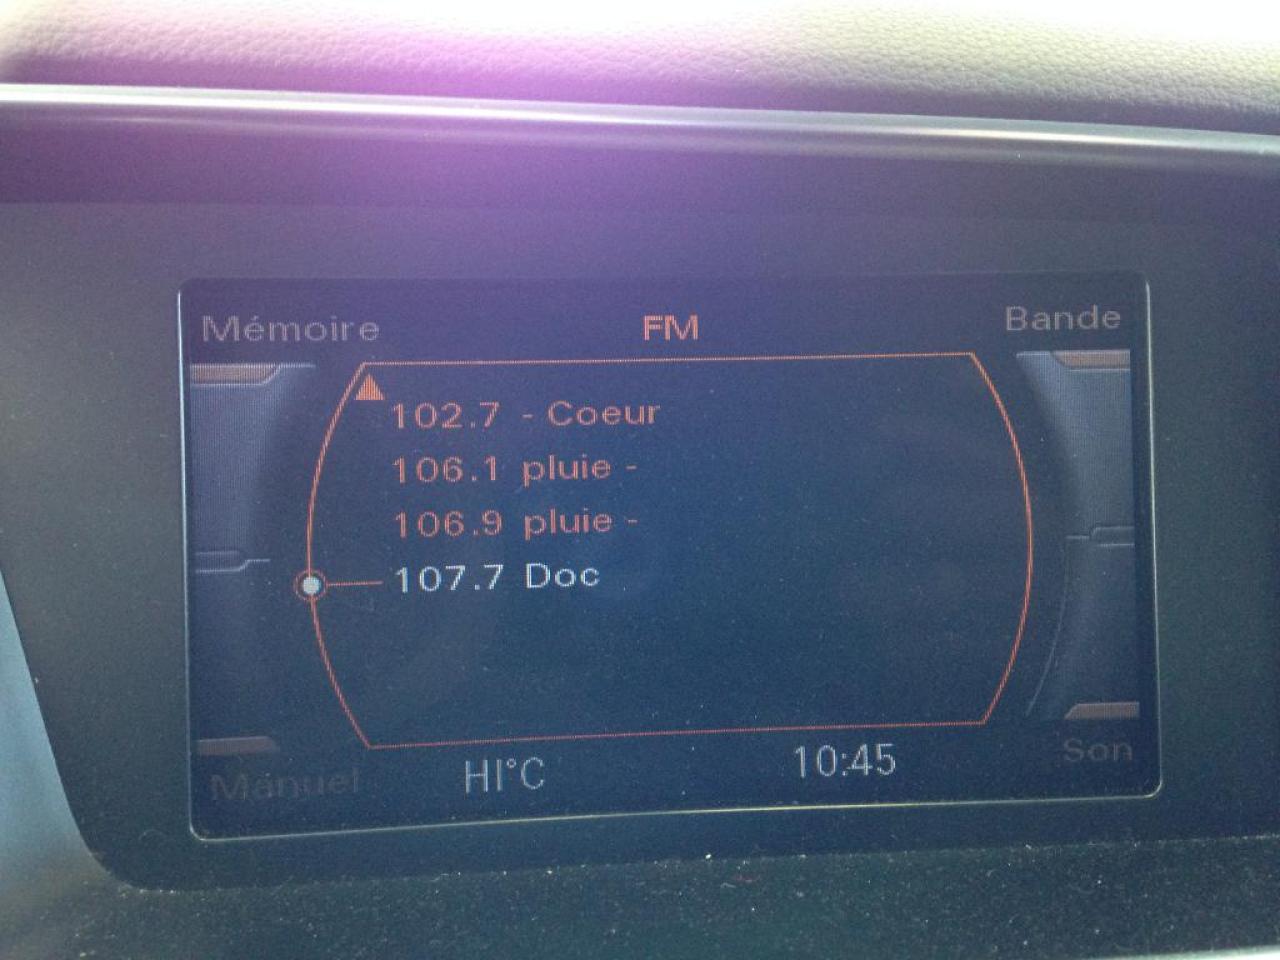 Mémoire FM Bande
102.7 - Coeur
106.1 pluie -
106.9 pluie -
107.7 Doc
Manuel HI°C 10:45 Son